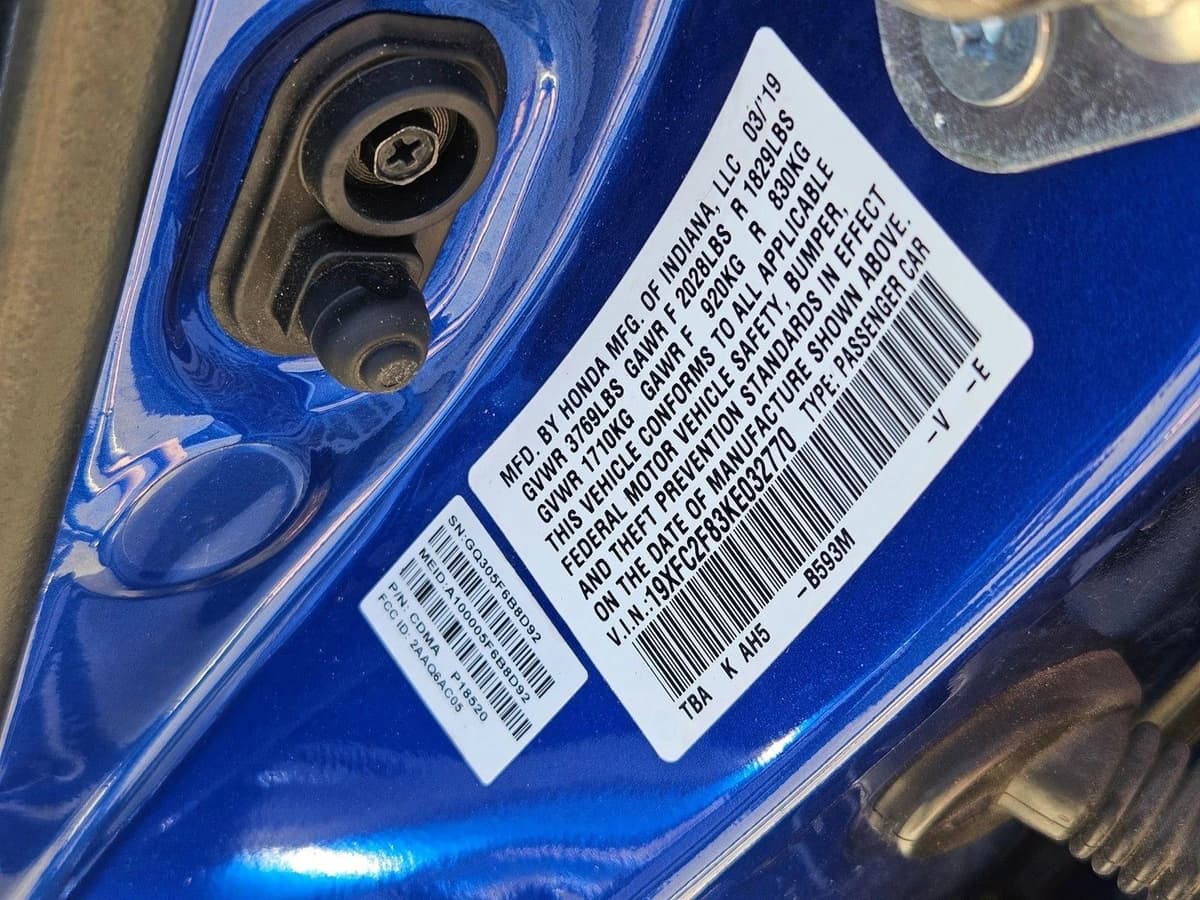 MFD. BY HONDA MFG. OF INDIANA, LLC 03/'19
GVWR 3769LBS GAWR F 2028LBS R 1829LBS
GVWR 1710KG GAWR F 920KG R 830KG
THIS VEHICLE CONFORMS TO ALL APPLICABLE
FEDERAL MOTOR VEHICLE SAFETY, BUMPER,
AND THEFT PREVENTION STANDARDS IN EFFECT
ON THE DATE OF MANUFACTURE SHOWN ABOVE.
V.I.N.:19XFC2F83KE032770 TYPE: PASSENGER CAR
TBA K AH5 -B593M -V -E
SN:GQ305F6B8D92
MEID:A100005F6B8D92
P/N: CDMA P18520
FCC ID: 2AAQ6AC05